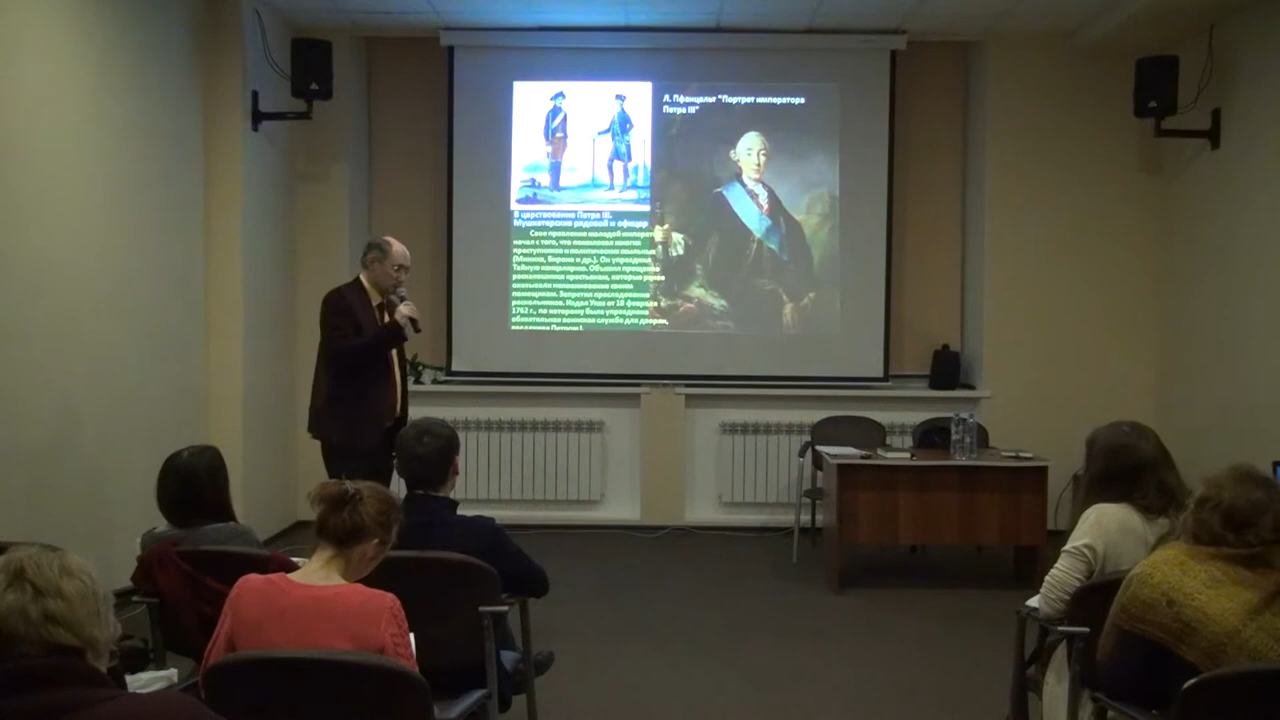 Л. Пфанцельт "Портрет императора
Петра III"
В царствование Петра III.
Мушкетерские рядовой и офицер
Свое правление молодой император
начал с того, что помиловал многих
преступников и политических ссыльных
(Миниха, Бирона и др.). Он упразднил
Тайную канцелярию. Объявил прощение
раскаявшимся крестьянам, которые ранее
оказывали неповиновение своим
помещикам. Запретил преследование
раскольников. Издал Указ от 18 февраля
1762 г., по которому была упразднена
обязательная воинская служба для дворян,
введенная Петром I.